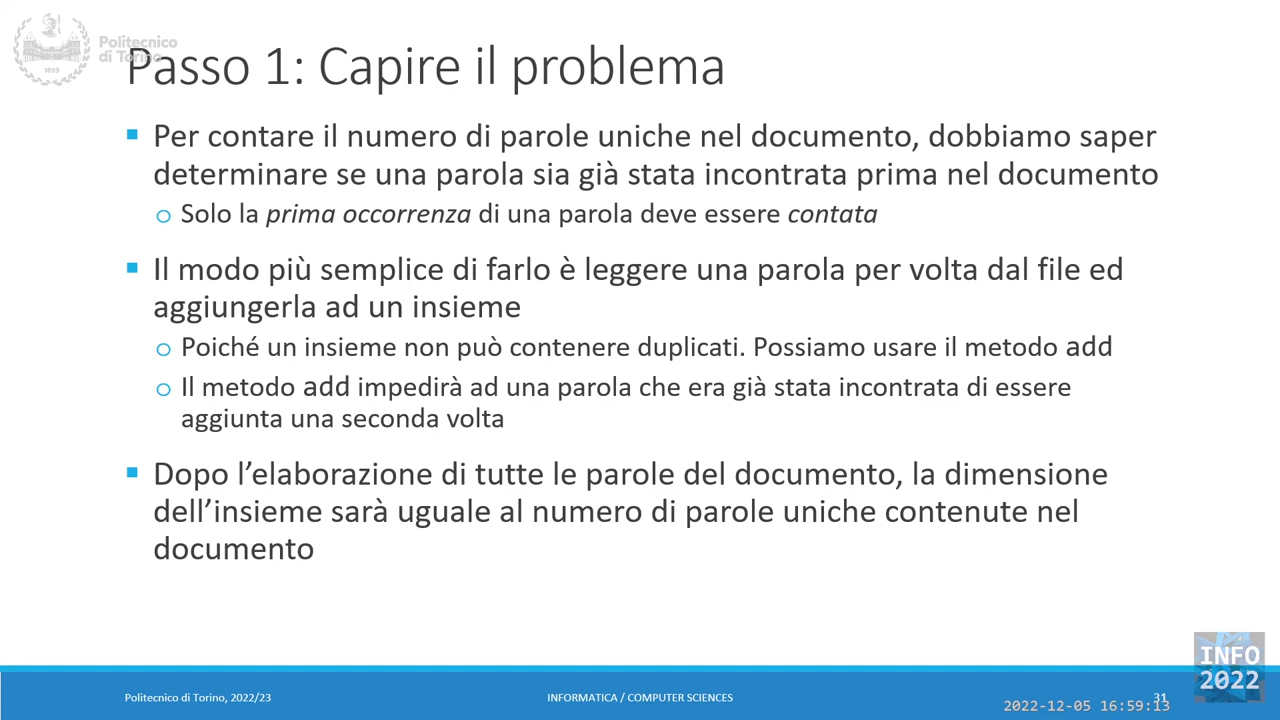 Politecnico
di Torino
1859
Passo 1: Capire il problema
Per contare il numero di parole uniche nel documento, dobbiamo saper
determinare se una parola sia già stata incontrata prima nel documento
Solo la prima occorrenza di una parola deve essere contata
Il modo più semplice di farlo è leggere una parola per volta dal file ed
aggiungerla ad un insieme
Poiché un insieme non può contenere duplicati. Possiamo usare il metodo add
Il metodo add impedirà ad una parola che era già stata incontrata di essere
aggiunta una seconda volta
Dopo l’elaborazione di tutte le parole del documento, la dimensione
dell’insieme sarà uguale al numero di parole uniche contenute nel
documento
INFO
2022
Politecnico di Torino, 2022/23
INFORMATICA / COMPUTER SCIENCES
31
2022-12-05 16:59:13